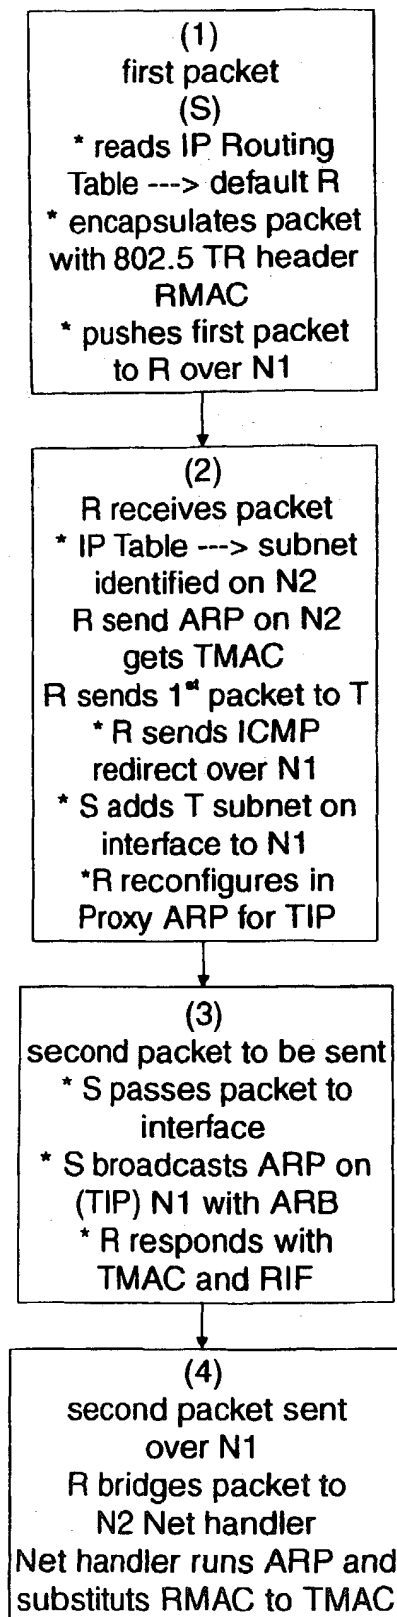 (1)
first packet
(S)
* reads IP Routing
Table ---> default R
* encapsulates packet
with 802.5 TR header
RMAC
* pushes first packet
to R over N1
(2)
R receives packet
* IP Table ---> subnet
identified on N2
R send ARP on N2
gets TMAC
R sends 1st packet to T
* R sends ICMP
redirect over N1
* S adds T subnet on
interface to N1
*R reconfigures in
Proxy ARP for TIP
(3)
second packet to be sent
* S passes packet to
interface
* S broadcasts ARP on
(TIP) N1 with ARB
* R responds with
TMAC and RIF
(4)
second packet sent
over N1
R bridges packet to
N2 Net handler
Net handler runs ARP and
substituts RMAC to TMAC